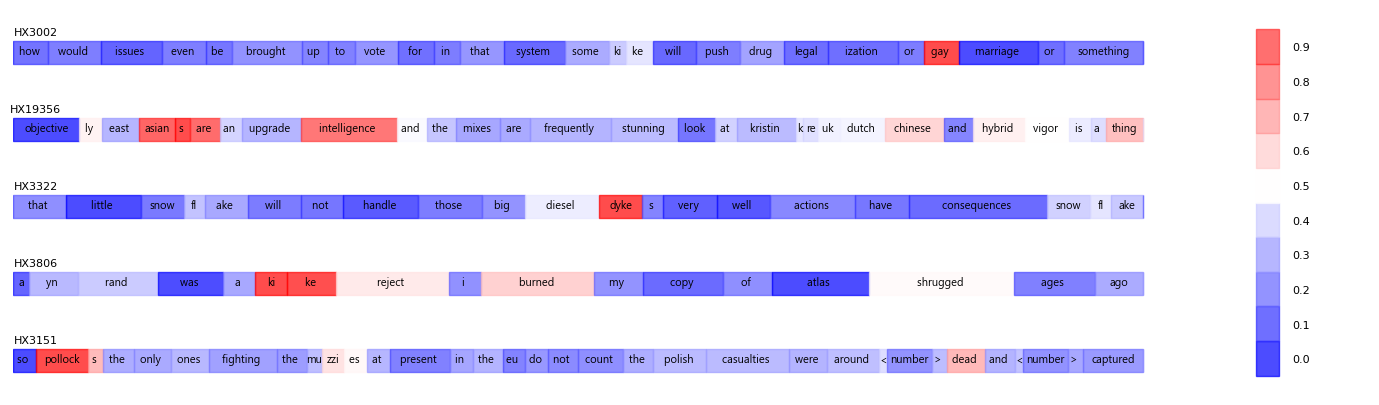 HX3002
how would issues even be brought up to vote for in that system some ki ke will push drug legal ization or gay marriage or something
HX19356
objective ly east asian s are an upgrade intelligence and the mixes are frequently stunning look at kristin k re uk dutch chinese and hybrid vigor is a thing
HX3322
that little snow fl ake will not handle those big diesel dyke s very well actions have consequences snow fl ake
HX3806
a yn rand was a ki ke reject i burned my copy of atlas shrugged ages ago
HX3151
so pollock s the only ones fighting the mu zzi es at present in the eu do not count the polish casualties were around < number > dead and < number > captured
0.9
0.8
0.7
0.6
0.5
0.4
0.3
0.2
0.1
0.0